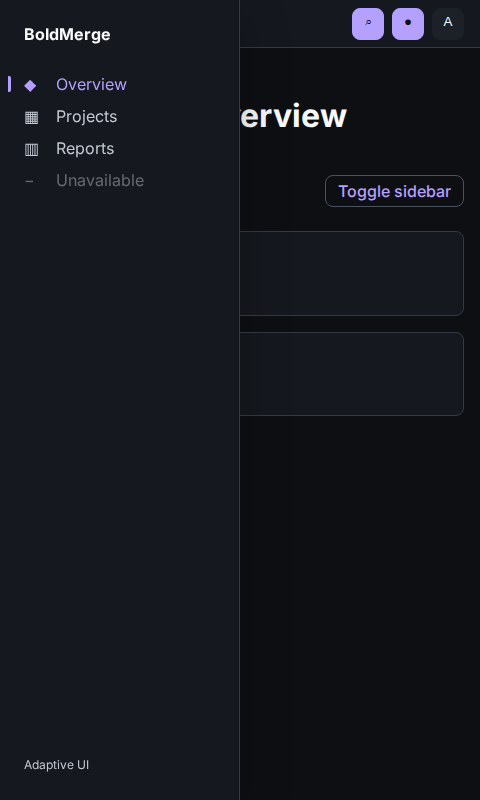 BoldMerge
A
Overview
Projects
Reports
Unavailable
erview
Toggle sidebar
Adaptive UI